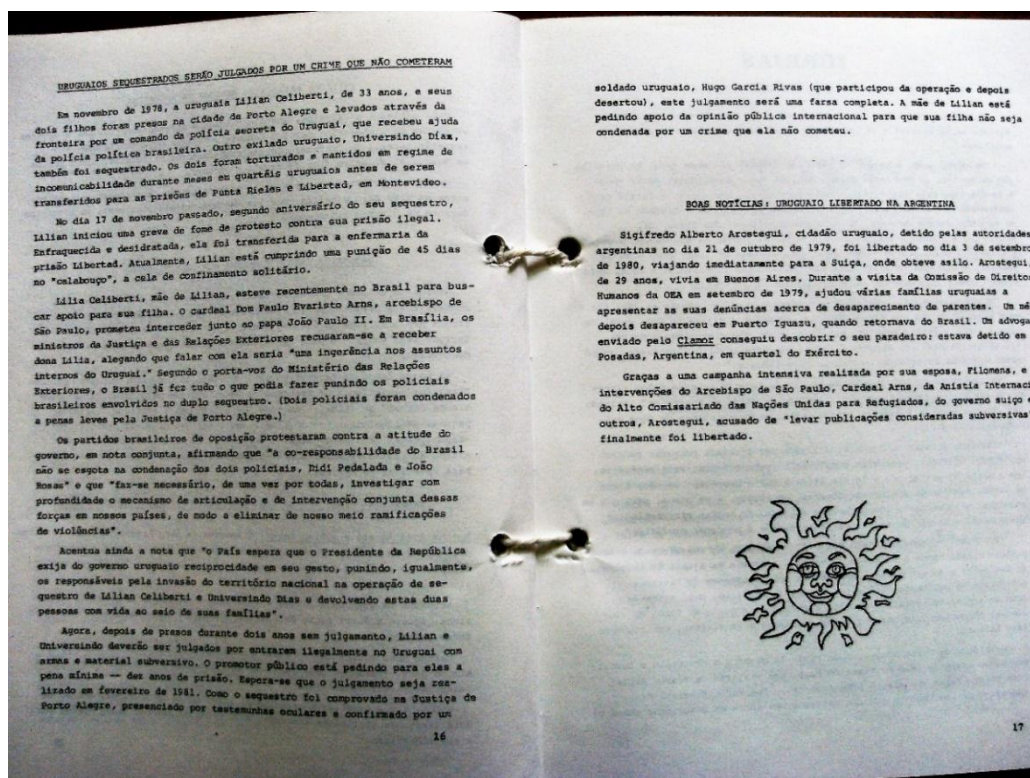 URUGUAIOS SEQUESTRADOS SERÃO JULGADOS POR UM CRIME QUE NÃO COMETERAM
Em novembro de 1978, a uruguaia Lilian Celiberti, de 33 anos, e seus
dois filhos foram presos na cidade de Porto Alegre e levados através da
fronteira por um comando da polícia secreta do Uruguai, que recebeu ajuda
da polícia política brasileira. Outro exilado uruguaio, Universindo Díaz,
também foi sequestrado. Os dois foram torturados e mantidos em regime de
incomunicabilidade durante meses em quartéis uruguaios antes de serem
transferidos para as prisões de Punta Rieles e Libertad, em Montevideo.
No dia 17 de novembro passado, segundo aniversário do seu sequestro,
Lilian iniciou uma greve de fome de protesto contra sua prisão ilegal.
Enfraquecida e desidratada, ela foi transferida para a enfermaria da
prisão Libertad. Atualmente, Lilian está cumprindo uma punição de 45 dias
no "calabouço", a cela de confinamento solitário.
Lilia Celiberti, mãe de Lilian, esteve recentemente no Brasil para bus-
car apoio para sua filha. O cardeal Dom Paulo Evaristo Arns, arcebispo de
São Paulo, prometeu interceder junto ao papa João Paulo II. Em Brasília, os
ministros da Justiça e das Relações Exteriores recusaram-se a receber
dona Lilia, alegando que falar com ela seria "uma ingerência nos assuntos
internos do Uruguai." Segundo o porta-voz do Ministério das Relações
Exteriores, o Brasil já fez tudo o que podia fazer punindo os policiais
brasileiros envolvidos no duplo sequestro. (Dois policiais foram condenados
a penas leves pela Justiça de Porto Alegre.)
Os partidos brasileiros de oposição protestaram contra a atitude do
governo, em nota conjunta, afirmando que "a co-responsabilidade do Brasil
não se esgota na condenação dos dois policiais, Didi Pedalada e João
Rosas" e que "faz-se necessário, de uma vez por todas, investigar com
profundidade o mecanismo de articulação e de intervenção conjunta dessas
forças em nossos países, de modo a eliminar de nosso meio ramificações
de violências".
Acentua ainda a nota que "o País espera que o Presidente da República
exija do governo uruguaio reciprocidade em seu gesto, punindo, igualmente,
os responsáveis pela invasão do território nacional na operação de se-
questro de Lilian Celiberti e Universindo Dias e devolvendo estas duas
pessoas com vida ao seio de suas famílias".
Agora, depois de presos durante dois anos sem julgamento, Lilian e
Universindo deverão ser julgados por entrarem ilegalmente no Uruguai com
armas e material subversivo. O promotor público está pedindo para eles a
pena mínima -- dez anos de prisão. Espera-se que o julgamento seja rea-
lizado em fevereiro de 1981. Como o sequestro foi comprovado na Justiça de
Porto Alegre, presenciado por testemunhas oculares e confirmado por um
16
soldado uruguaio, Hugo Garcia Rivas (que participou da operação e depois
desertou), este julgamento será uma farsa completa. A mãe de Lilian está
pedindo apoio da opinião pública internacional para que sua filha não seja
condenada por um crime que ela não cometeu.
BOAS NOTÍCIAS: URUGUAIO LIBERTADO NA ARGENTINA
Sigifredo Alberto Arostegui, cidadão uruguaio, detido pelas autoridades
argentinas no dia 21 de outubro de 1979, foi libertado no dia 3 de setembro
de 1980, viajando imediatamente para a Suiça, onde obteve asilo. Arostegui,
de 29 anos, vivia em Buenos Aires. Durante a visita da Comissão de Direitos
Humanos da OEA em setembro de 1979, ajudou várias famílias uruguaias a
apresentar as suas denúncias acerca de desaparecimento de parentes. Um mê
depois desapareceu em Puerto Iguazu, quando retornava do Brasil. Um advoga
enviado pelo Clamor conseguiu descobrir o seu paradeiro: estava detido em
Posadas, Argentina, em quartel do Exército.
Graças a uma campanha intensiva realizada por sua esposa, Filomena, e
intervenções do Arcebispo de São Paulo, Cardeal Arns, da Anistia Internac
do Alto Comissariado das Nações Unidas para Refugiados, do governo suiço e
outros, Arostegui, acusado de "levar publicações consideradas subversivas"
finalmente foi libertado.
17